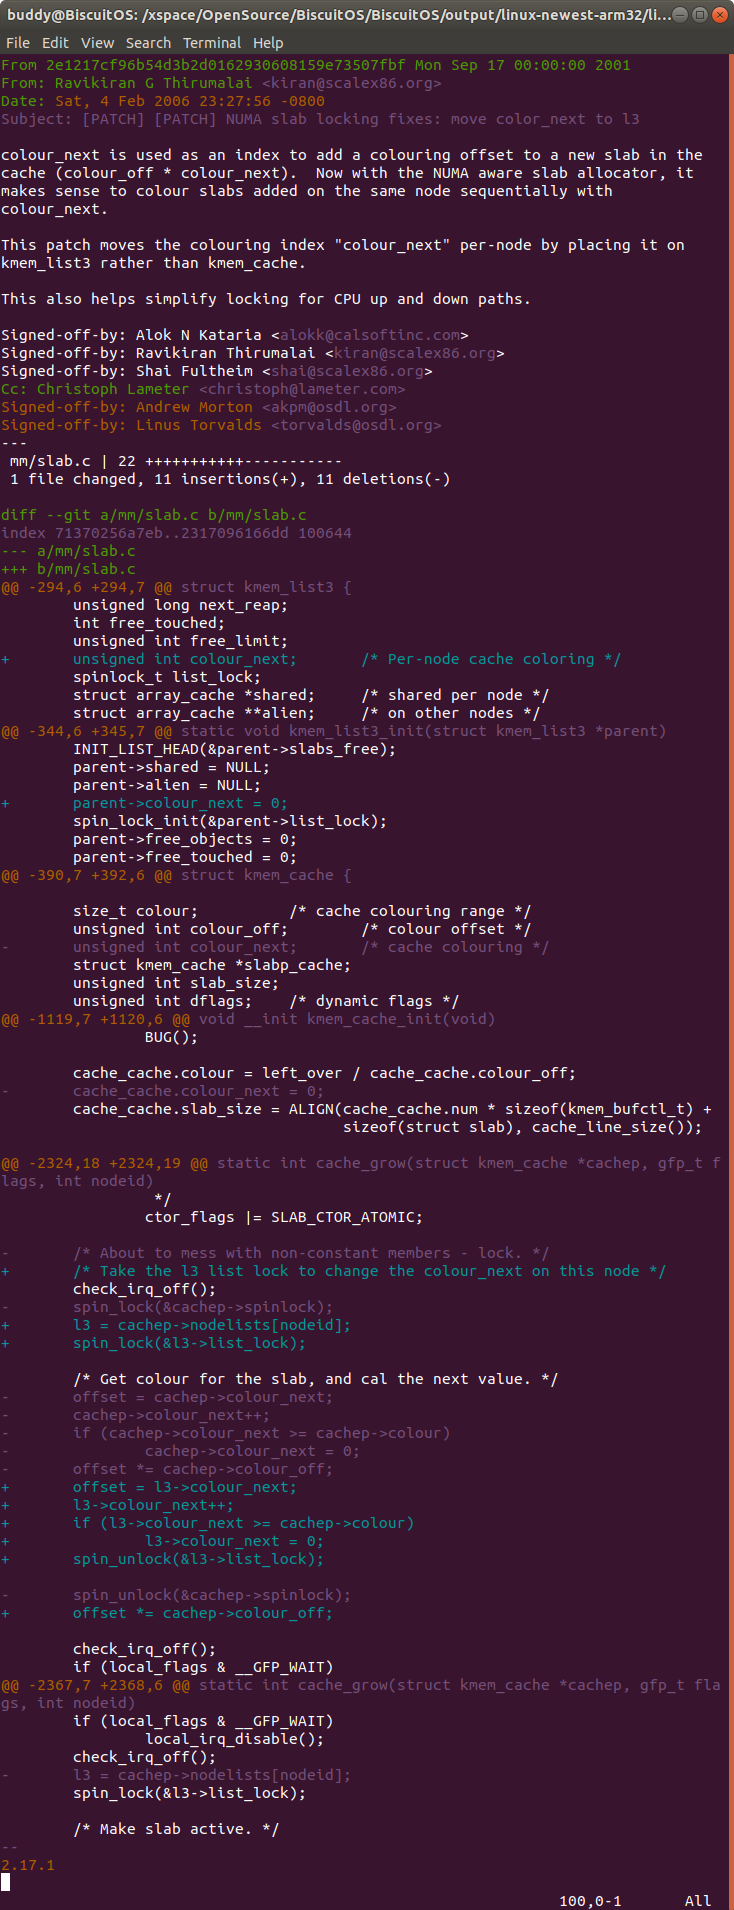 buddy@BiscuitOS: /xspace/OpenSource/BiscuitOS/BiscuitOS/output/linux-newest-arm32/li...
File Edit View Search Terminal Help
From 2e1217cf96b54d3b2d0162930608159e73507fbf Mon Sep 17 00:00:00 2001
From: Ravikiran G Thirumalai <kiran@scalex86.org>
Date: Sat, 4 Feb 2006 23:27:56 -0800
Subject: [PATCH] [PATCH] NUMA slab locking fixes: move color_next to l3

colour_next is used as an index to add a colouring offset to a new slab in the
cache (colour_off * colour_next).  Now with the NUMA aware slab allocator, it
makes sense to colour slabs added on the same node sequentially with
colour_next.

This patch moves the colouring index "colour_next" per-node by placing it on
kmem_list3 rather than kmem_cache.

This also helps simplify locking for CPU up and down paths.

Signed-off-by: Alok N Kataria <alokk@calsoftinc.com>
Signed-off-by: Ravikiran Thirumalai <kiran@scalex86.org>
Signed-off-by: Shai Fultheim <shai@scalex86.org>
Cc: Christoph Lameter <christoph@lameter.com>
Signed-off-by: Andrew Morton <akpm@osdl.org>
Signed-off-by: Linus Torvalds <torvalds@osdl.org>
---
 mm/slab.c | 22 +++++++++++-----------
 1 file changed, 11 insertions(+), 11 deletions(-)

diff --git a/mm/slab.c b/mm/slab.c
index 71370256a7eb..2317096166dd 100644
--- a/mm/slab.c
+++ b/mm/slab.c
@@ -294,6 +294,7 @@ struct kmem_list3 {
        unsigned long next_reap;
        int free_touched;
        unsigned int free_limit;
+       unsigned int colour_next;       /* Per-node cache coloring */
        spinlock_t list_lock;
        struct array_cache *shared;     /* shared per node */
        struct array_cache **alien;     /* on other nodes */
@@ -344,6 +345,7 @@ static void kmem_list3_init(struct kmem_list3 *parent)
        INIT_LIST_HEAD(&parent->slabs_free);
        parent->shared = NULL;
        parent->alien = NULL;
+       parent->colour_next = 0;
        spin_lock_init(&parent->list_lock);
        parent->free_objects = 0;
        parent->free_touched = 0;
@@ -390,7 +392,6 @@ struct kmem_cache {

        size_t colour;          /* cache colouring range */
        unsigned int colour_off;        /* colour offset */
-       unsigned int colour_next;       /* cache colouring */
        struct kmem_cache *slabp_cache;
        unsigned int slab_size;
        unsigned int dflags;    /* dynamic flags */
@@ -1119,7 +1120,6 @@ void __init kmem_cache_init(void)
                BUG();

        cache_cache.colour = left_over / cache_cache.colour_off;
-       cache_cache.colour_next = 0;
        cache_cache.slab_size = ALIGN(cache_cache.num * sizeof(kmem_bufctl_t) +
                                      sizeof(struct slab), cache_line_size());

@@ -2324,18 +2324,19 @@ static int cache_grow(struct kmem_cache *cachep, gfp_t f
lags, int nodeid)
                 */
                ctor_flags |= SLAB_CTOR_ATOMIC;

-       /* About to mess with non-constant members - lock. */
+       /* Take the l3 list lock to change the colour_next on this node */
        check_irq_off();
-       spin_lock(&cachep->spinlock);
+       l3 = cachep->nodelists[nodeid];
+       spin_lock(&l3->list_lock);

        /* Get colour for the slab, and cal the next value. */
-       offset = cachep->colour_next;
-       cachep->colour_next++;
-       if (cachep->colour_next >= cachep->colour)
-               cachep->colour_next = 0;
-       offset *= cachep->colour_off;
+       offset = l3->colour_next;
+       l3->colour_next++;
+       if (l3->colour_next >= cachep->colour)
+               l3->colour_next = 0;
+       spin_unlock(&l3->list_lock);

-       spin_unlock(&cachep->spinlock);
+       offset *= cachep->colour_off;

        check_irq_off();
        if (local_flags & __GFP_WAIT)
@@ -2367,7 +2368,6 @@ static int cache_grow(struct kmem_cache *cachep, gfp_t fla
gs, int nodeid)
        if (local_flags & __GFP_WAIT)
                local_irq_disable();
        check_irq_off();
-       l3 = cachep->nodelists[nodeid];
        spin_lock(&l3->list_lock);

        /* Make slab active. */
--
2.17.1
100,0-1       All